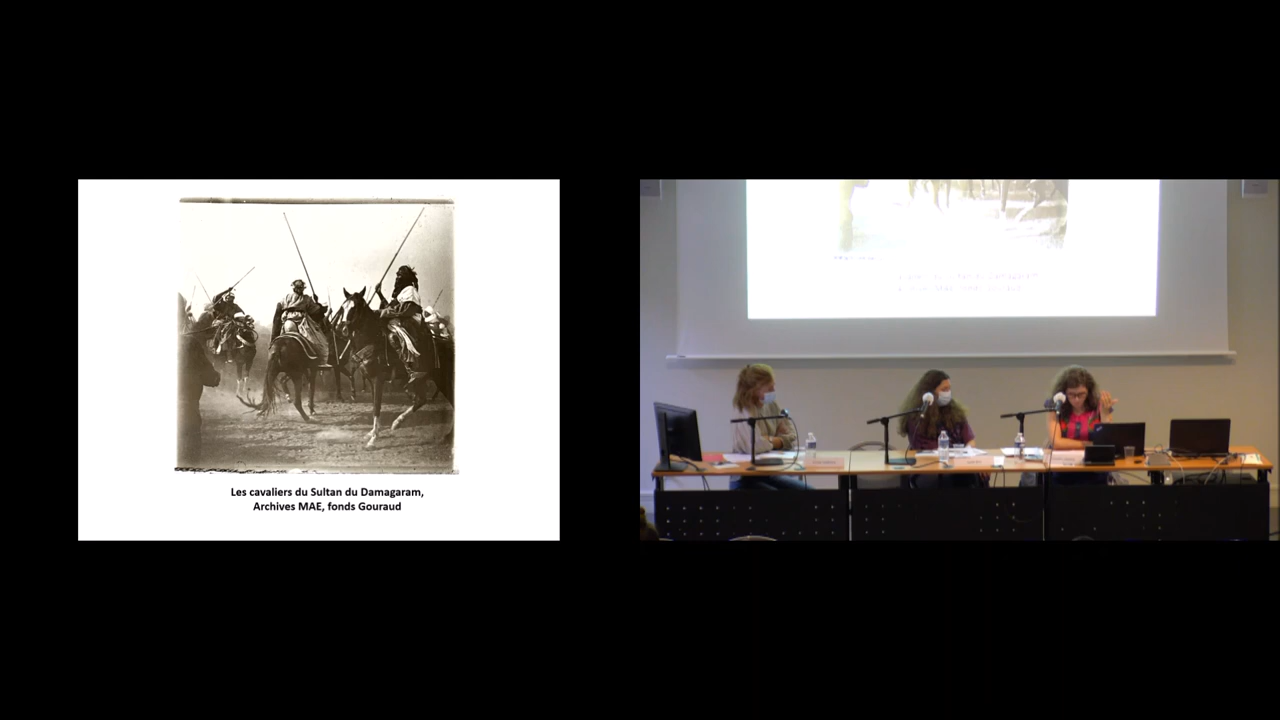 Les cavaliers du Sultan du Damagaram,
Archives MAE, fonds Gouraud